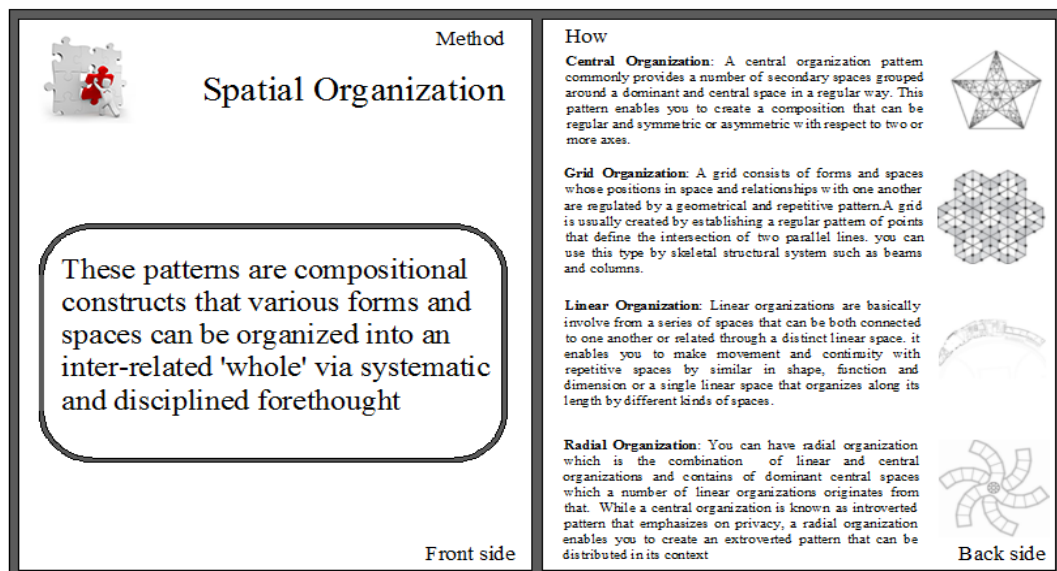 Method
Spatial Organization
These patterns are compositional
constructs that various forms and
spaces can be organized into an
inter-related 'whole' via systematic
and disciplined forethought
Front side
How
Central Organization: A central organization pattern
commonly provides a number of secondary spaces grouped
around a dominant and central space in a regular way. This
pattern enables you to create a composition that can be
regular and symmetric or asymmetric with respect to two or
more axes.
Grid Organization: A grid consists of forms and spaces
whose positions in space and relationships with one another
are regulated by a geometrical and repetitive pattern.A grid
is usually created by establishing a regular pattern of points
that define the intersection of two parallel lines. you can
use this type by skeletal structural system such as beams
and columns.
Linear Organization: Linear organizations are basically
involve from a series of spaces that can be both connected
to one another or related through a distinct linear space. it
enables you to make movement and continuity with
repetitive spaces by similar in shape, function and
dimension or a single linear space that organizes along its
length by different kinds of spaces.
Radial Organization: You can have radial organization
which is the combination of linear and central
organizations and contains of dominant central spaces
which a number of linear organizations originates from
that. While a central organization is known as introverted
pattern that emphasizes on privacy, a radial organization
enables you to create an extroverted pattern that can be
distributed in its context
Back side